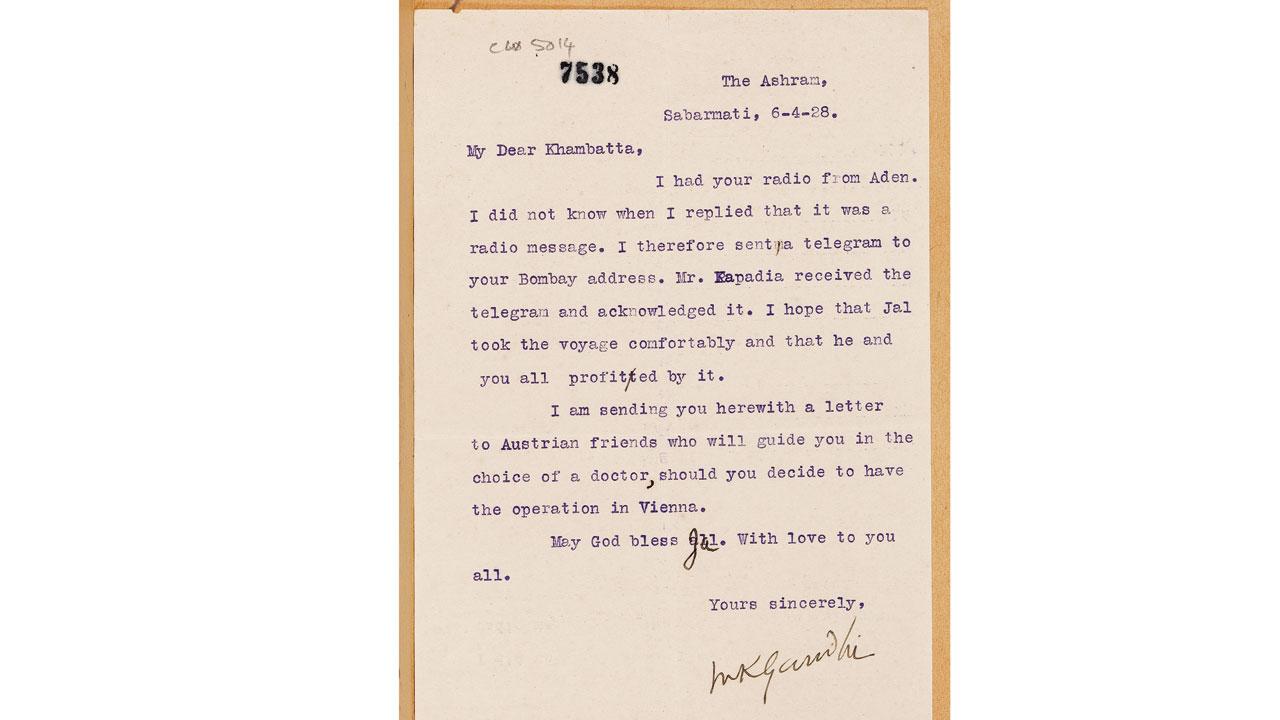 7538
The Ashram,
Sabarmati, 6-4-28.
My Dear Khambatta,
I had your radio from Aden.
I did not know when I replied that it was a
radio message. I therefore sent a telegram to
your Bombay address. Mr. Kapadia received the
telegram and acknowledged it. I hope that Jal
took the voyage comfortably and that he and
you all profited by it.
I am sending you herewith a letter
to Austrian friends who will guide you in the
choice of a doctor, should you decide to have
the operation in Vienna.
May God bless Jal. With love to you
all.
Yours sincerely,
MKGandhi